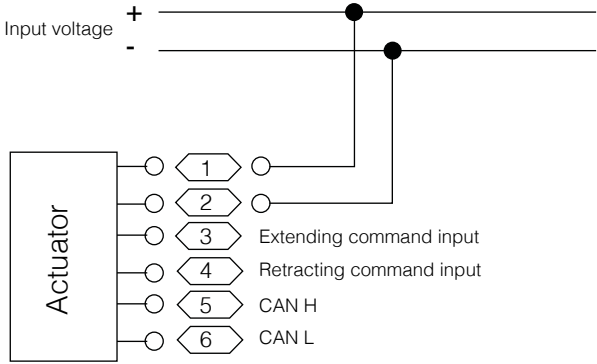 Input voltage
+
-
Actuator
1
2
3 Extending command input
4 Retracting command input
5 CAN H
6 CAN L